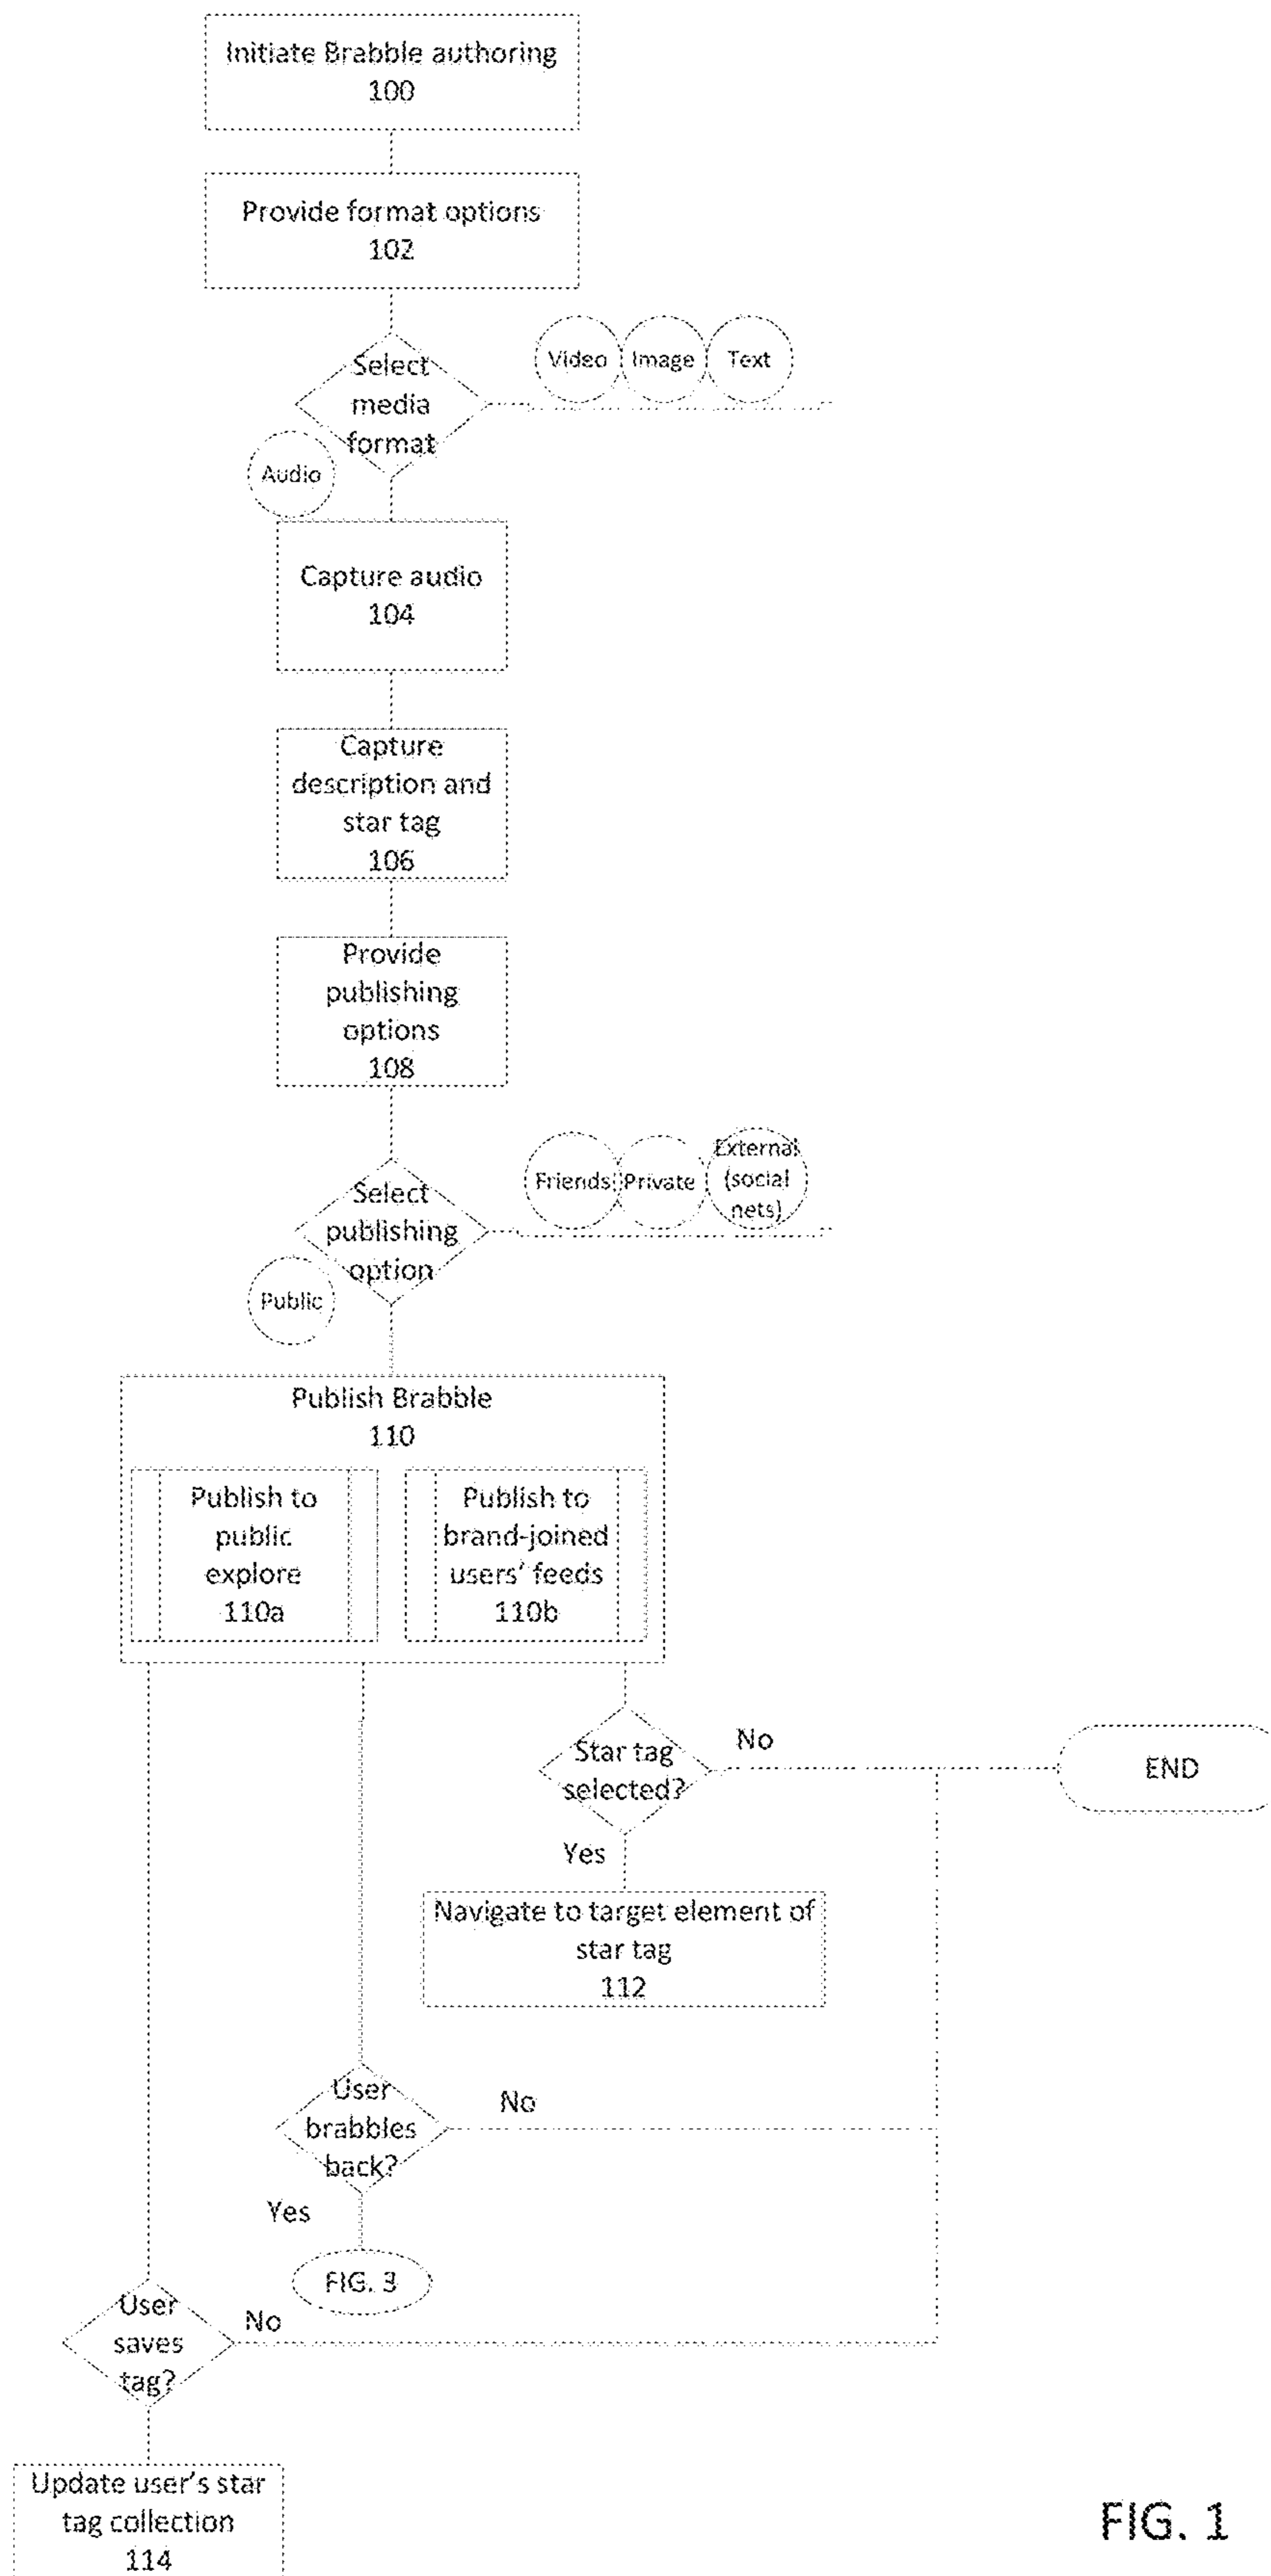 Initiate Brabble authoring
100
Provide format options
102
Select
media
format
Video
Image
Text
Audio
Capture audio
104
Capture
description and
star tag
106
Provide
publishing
options
108
Select
publishing
option
Friends
Private
External
(social
nets)
Public
Publish Brabble
110
Publish to
public
explore
110a
Publish to
brand-joined
users' feeds
110b
Star tag
selected?
No
END
Yes
Navigate to target element of
star tag
112
User
brabbles
back?
No
Yes
FIG. 3
User
saves
tag?
No
Update user's star
tag collection
114
FIG. 1